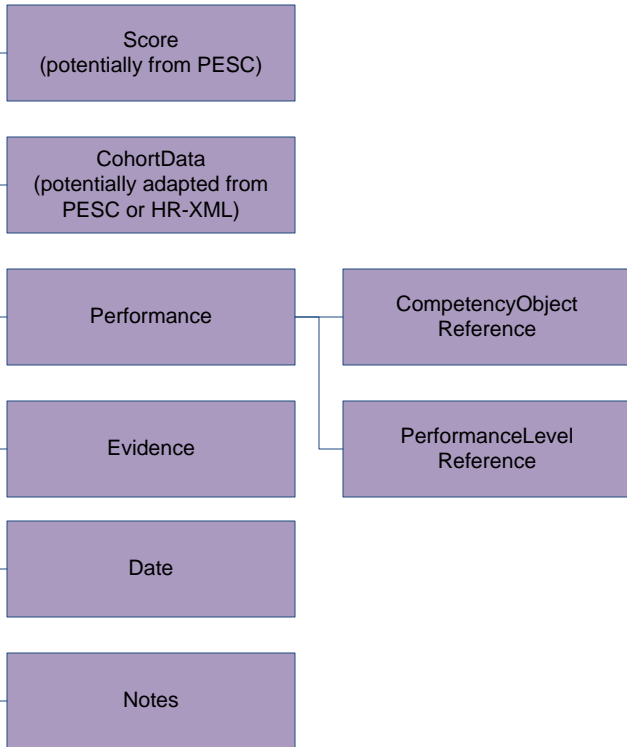 Score
(potentially from PESC)
CohortData
(potentially adapted from
PESC or HR-XML)
Performance
CompetencyObject
Reference
PerformanceLevel
Reference
Evidence
Date
Notes